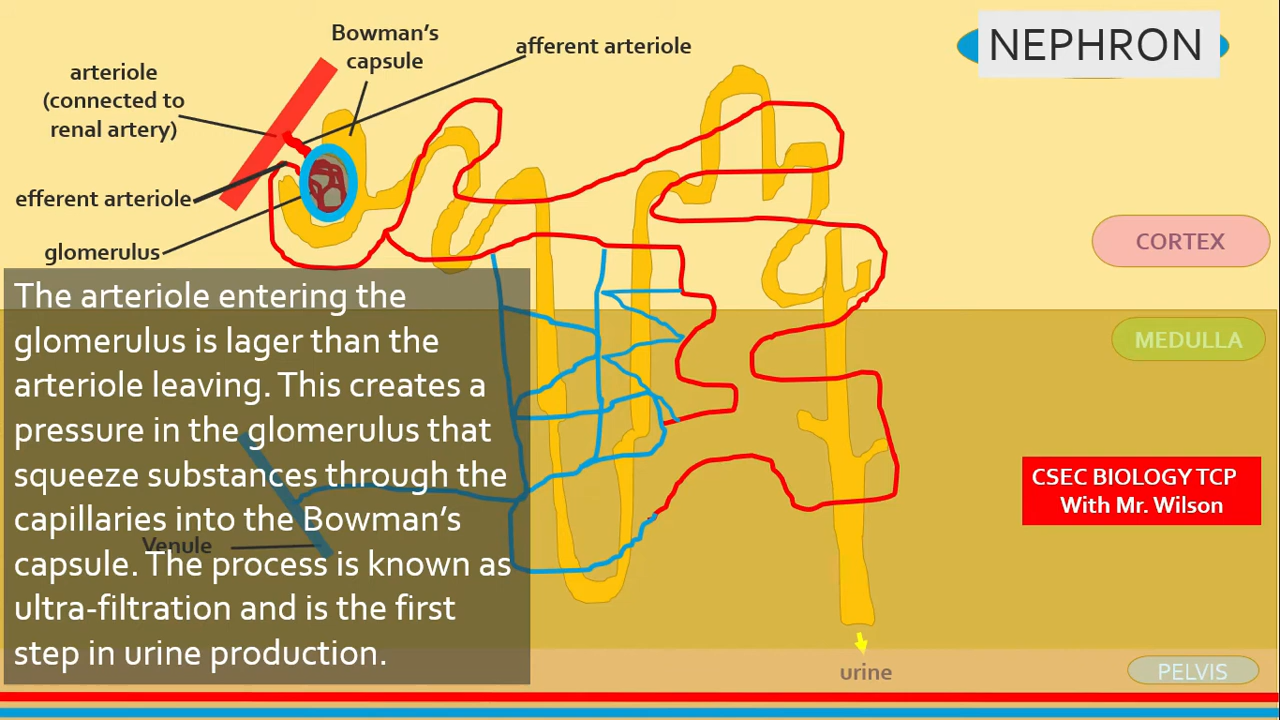 NEPHRON
Bowman's
capsule
afferent arteriole
arteriole
(connected to
renal artery)
efferent arteriole
glomerulus
The arteriole entering the
glomerulus is lager than the
arteriole leaving. This creates a
pressure in the glomerulus that
squeeze substances through the
capillaries into the Bowman's
capsule. The process is known as
ultra-filtration and is the first
step in urine production.
Venule
CORTEX
MEDULLA
CSEC BIOLOGY TCP
With Mr. Wilson
urine
PELVIS